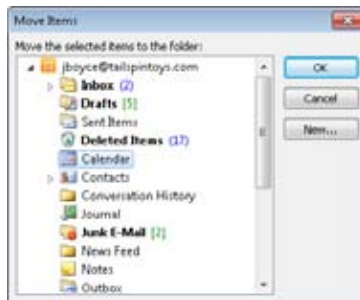 Move Items
Move the selected items to the folder:
jboyce@tailspintoys.com
OK
Inbox (2)
Drafts [5]
Cancel
Sent Items
Deleted Items (17)
New...
Calendar
Contacts
Conversation History
Journal
Junk E-Mail [2]
News Feed
Notes
Outbox